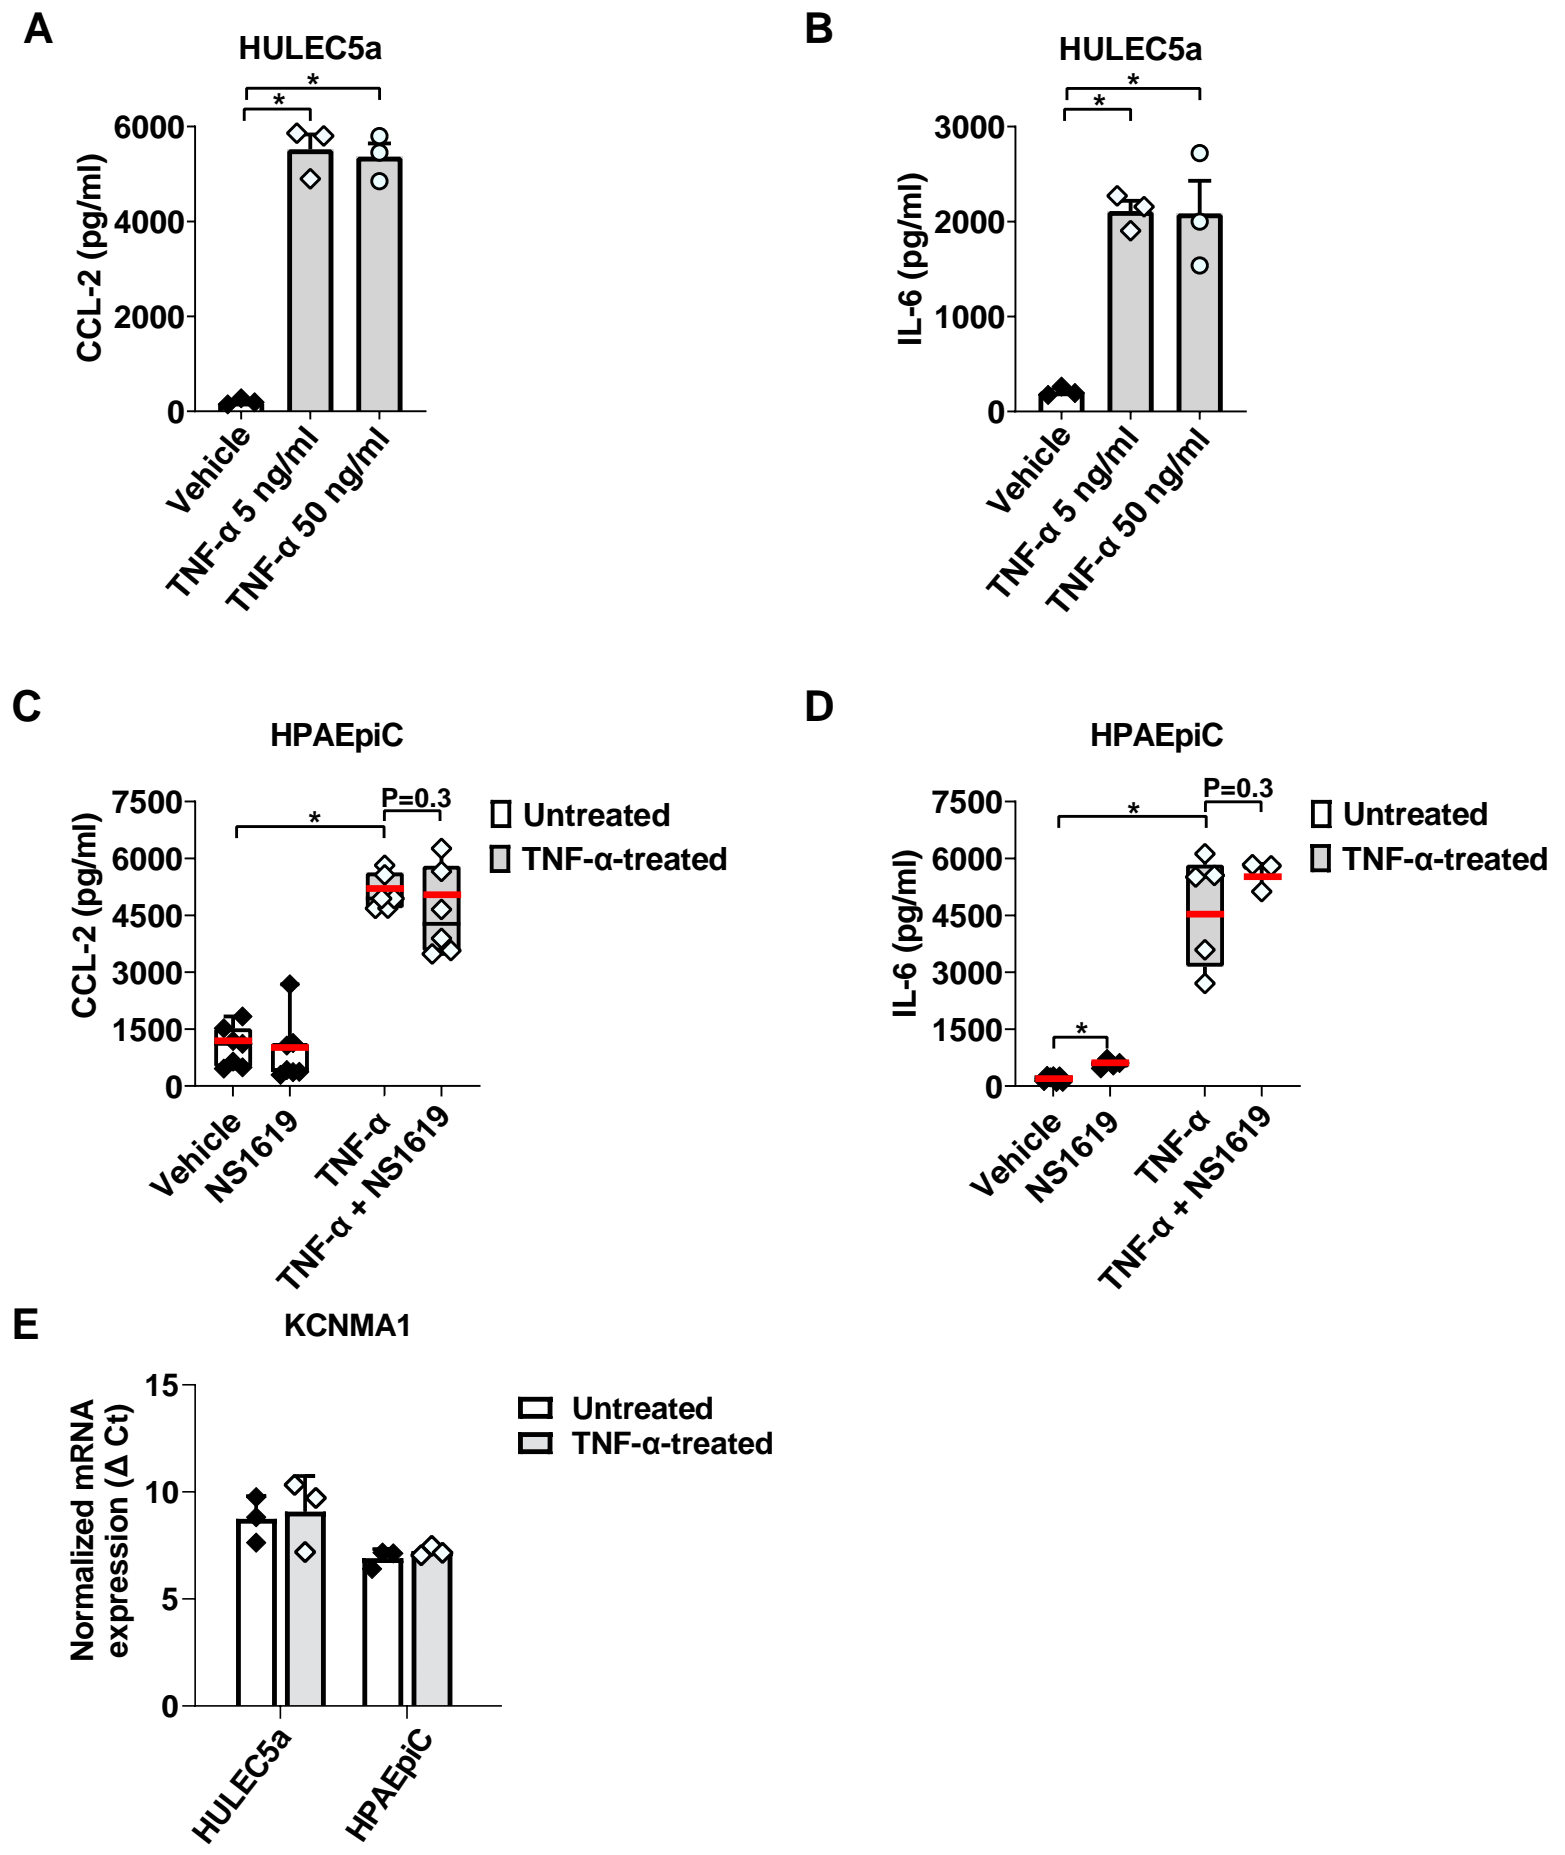 A
HULEC5a
*
*
6000
4000
2000
0
CCL-2 (pg/ml)
Vehicle
TNF-α 5 ng/ml
TNF-α 50 ng/ml
B
HULEC5a
*
*
3000
2000
1000
0
IL-6 (pg/ml)
Vehicle
TNF-α 5 ng/ml
TNF-α 50 ng/ml
C
HPAEpiC
P=0.3
*
7500
6000
4500
3000
1500
0
CCL-2 (pg/ml)
Untreated
TNF-α-treated
Vehicle
NS1619
TNF-α
TNF-α + NS1619
D
HPAEpiC
P=0.3
*
*
7500
6000
4500
3000
1500
0
IL-6 (pg/ml)
Untreated
TNF-α-treated
Vehicle
NS1619
TNF-α
TNF-α + NS1619
E
KCNMA1
15
10
5
0
Normalized mRNA
expression (Δ Ct)
Untreated
TNF-α-treated
HULEC5a
HPAEpiC